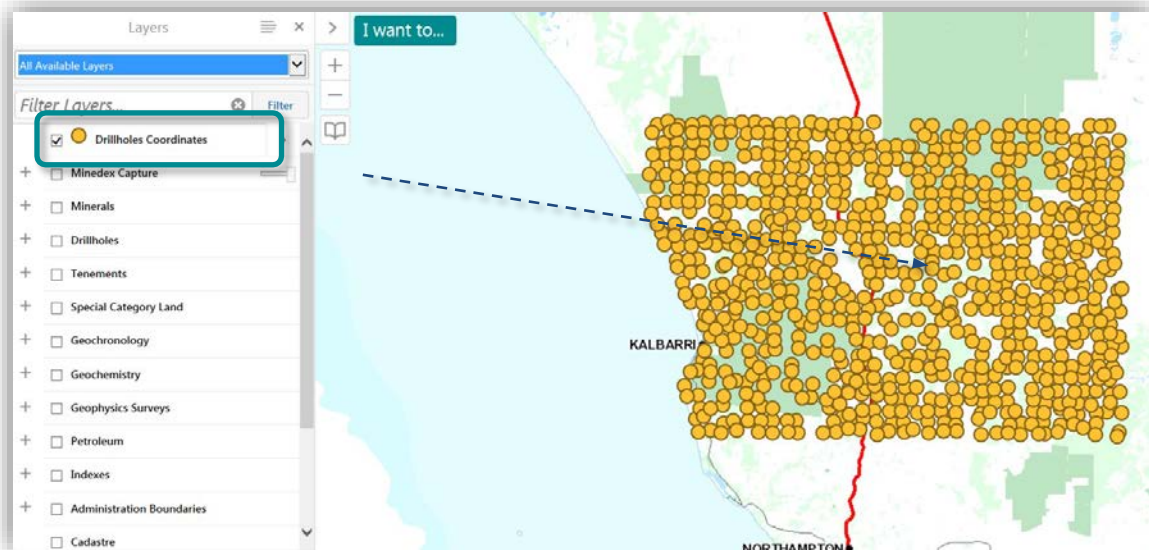 Layers
I want to...
All Available Layers
Filter Layers...
Filter
Drillholes Coordinates
Minedex Capture
Minerals
Drillholes
Tenements
Special Category Land
Geochronology
Geochemistry
Geophysics Surveys
Petroleum
Indexes
Administration Boundaries
Cadastre
KALBARRI
NORTHAMPTON